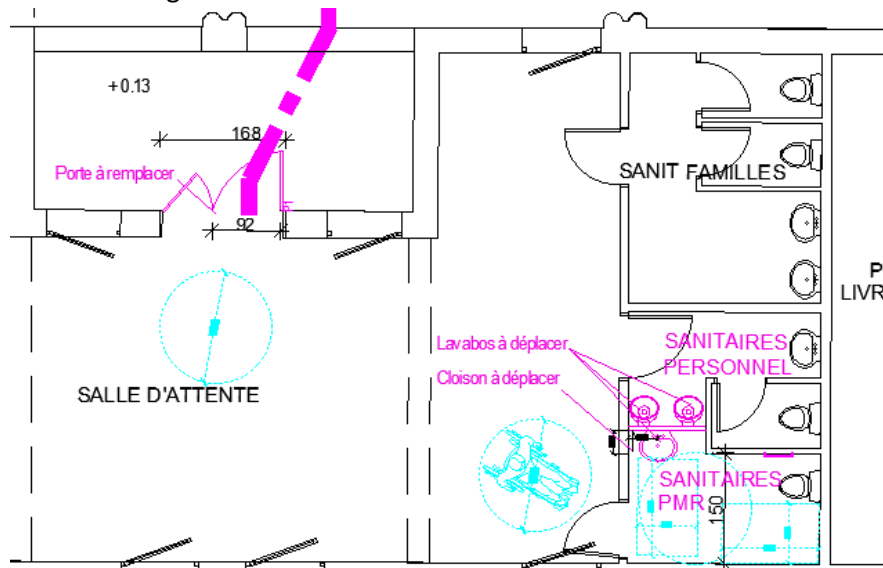 +0.13
168
Porte à remplacer
92
SANIT FAMILLES
P
LIVR
Lavabos à déplacer
Cloison à déplacer
SANITAIRES
PERSONNEL
SALLE D'ATTENTE
SANITAIRES
PMR
150